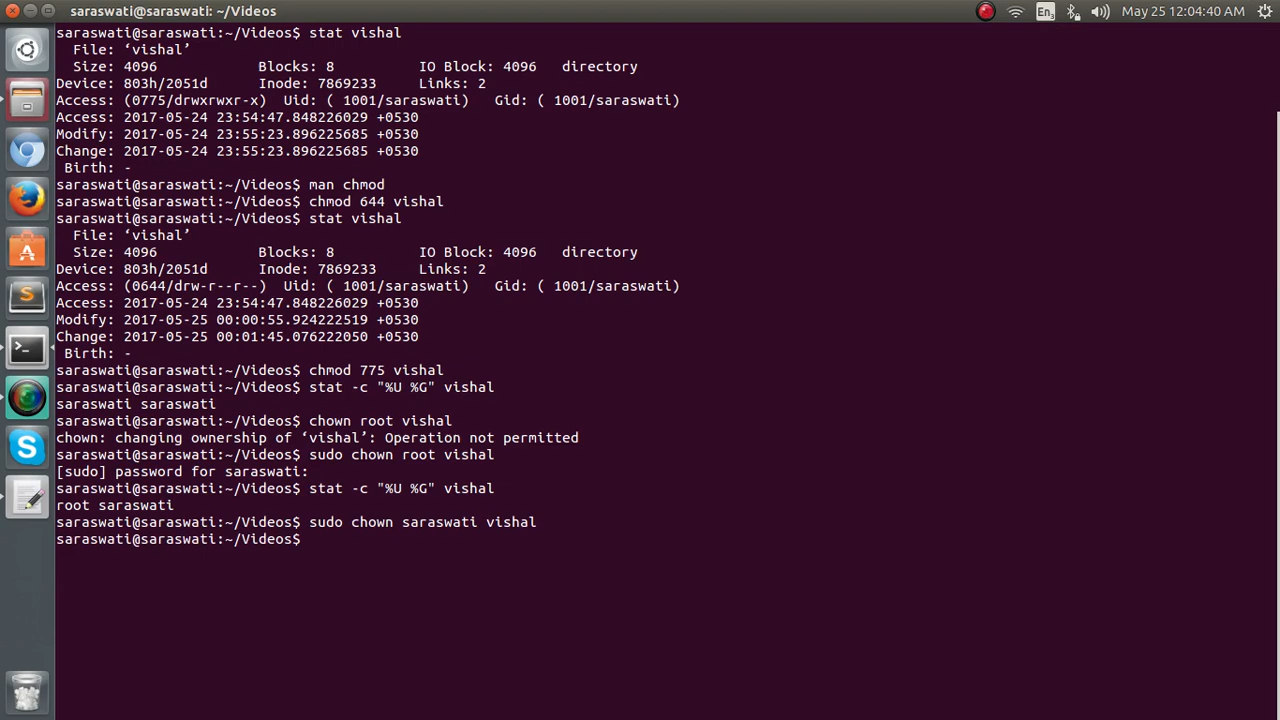 saraswati@saraswati: ~/Videos
En₃ May 25 12:04:40 AM
saraswati@saraswati:~/Videos$ stat vishal
  File: ‘vishal’
  Size: 4096            Blocks: 8          IO Block: 4096   directory
Device: 803h/2051d      Inode: 7869233     Links: 2
Access: (0775/drwxrwxr-x)  Uid: ( 1001/saraswati)   Gid: ( 1001/saraswati)
Access: 2017-05-24 23:54:47.848226029 +0530
Modify: 2017-05-24 23:55:23.896225685 +0530
Change: 2017-05-24 23:55:23.896225685 +0530
 Birth: -
saraswati@saraswati:~/Videos$ man chmod
saraswati@saraswati:~/Videos$ chmod 644 vishal
saraswati@saraswati:~/Videos$ stat vishal
  File: ‘vishal’
  Size: 4096            Blocks: 8          IO Block: 4096   directory
Device: 803h/2051d      Inode: 7869233     Links: 2
Access: (0644/drw-r--r--)  Uid: ( 1001/saraswati)   Gid: ( 1001/saraswati)
Access: 2017-05-24 23:54:47.848226029 +0530
Modify: 2017-05-25 00:00:55.924222519 +0530
Change: 2017-05-25 00:01:45.076222050 +0530
 Birth: -
saraswati@saraswati:~/Videos$ chmod 775 vishal
saraswati@saraswati:~/Videos$ stat -c "%U %G" vishal
saraswati saraswati
saraswati@saraswati:~/Videos$ chown root vishal
chown: changing ownership of ‘vishal’: Operation not permitted
saraswati@saraswati:~/Videos$ sudo chown root vishal
[sudo] password for saraswati:
saraswati@saraswati:~/Videos$ stat -c "%U %G" vishal
root saraswati
saraswati@saraswati:~/Videos$ sudo chown saraswati vishal
saraswati@saraswati:~/Videos$